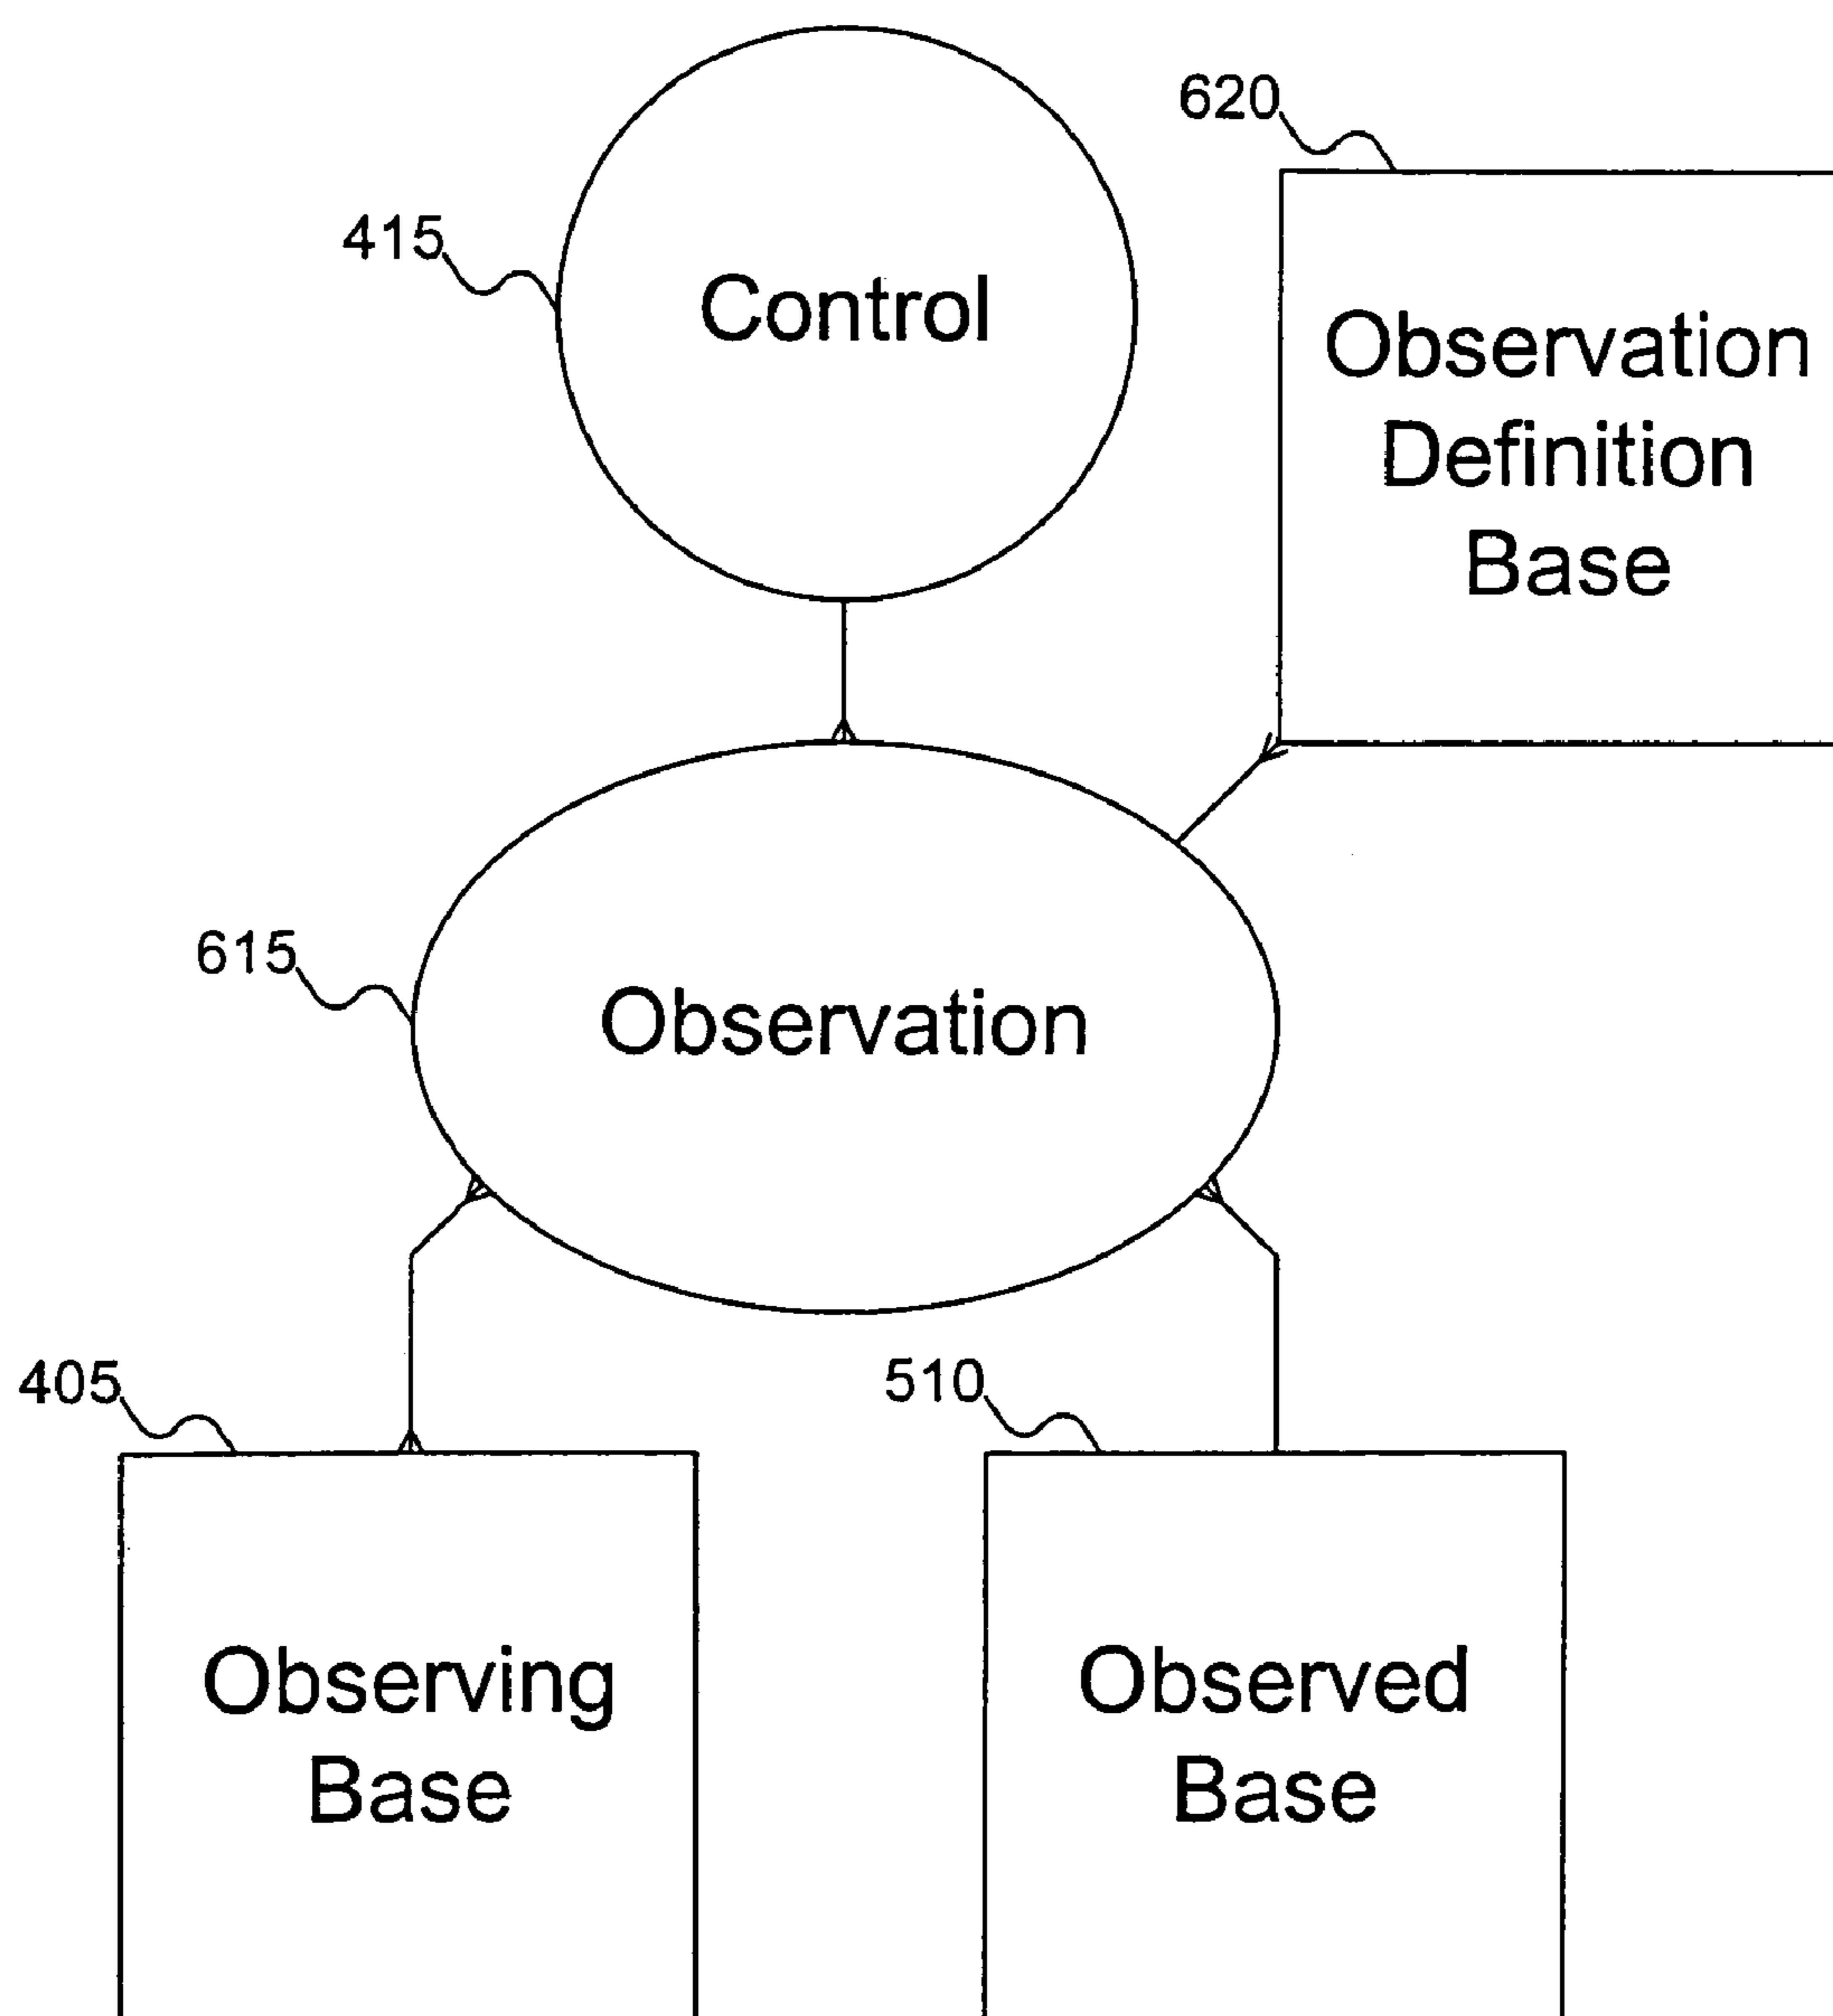 620
415
Control
Observation
Definition
Base
615
Observation
405
510
Observing
Base
Observed
Base